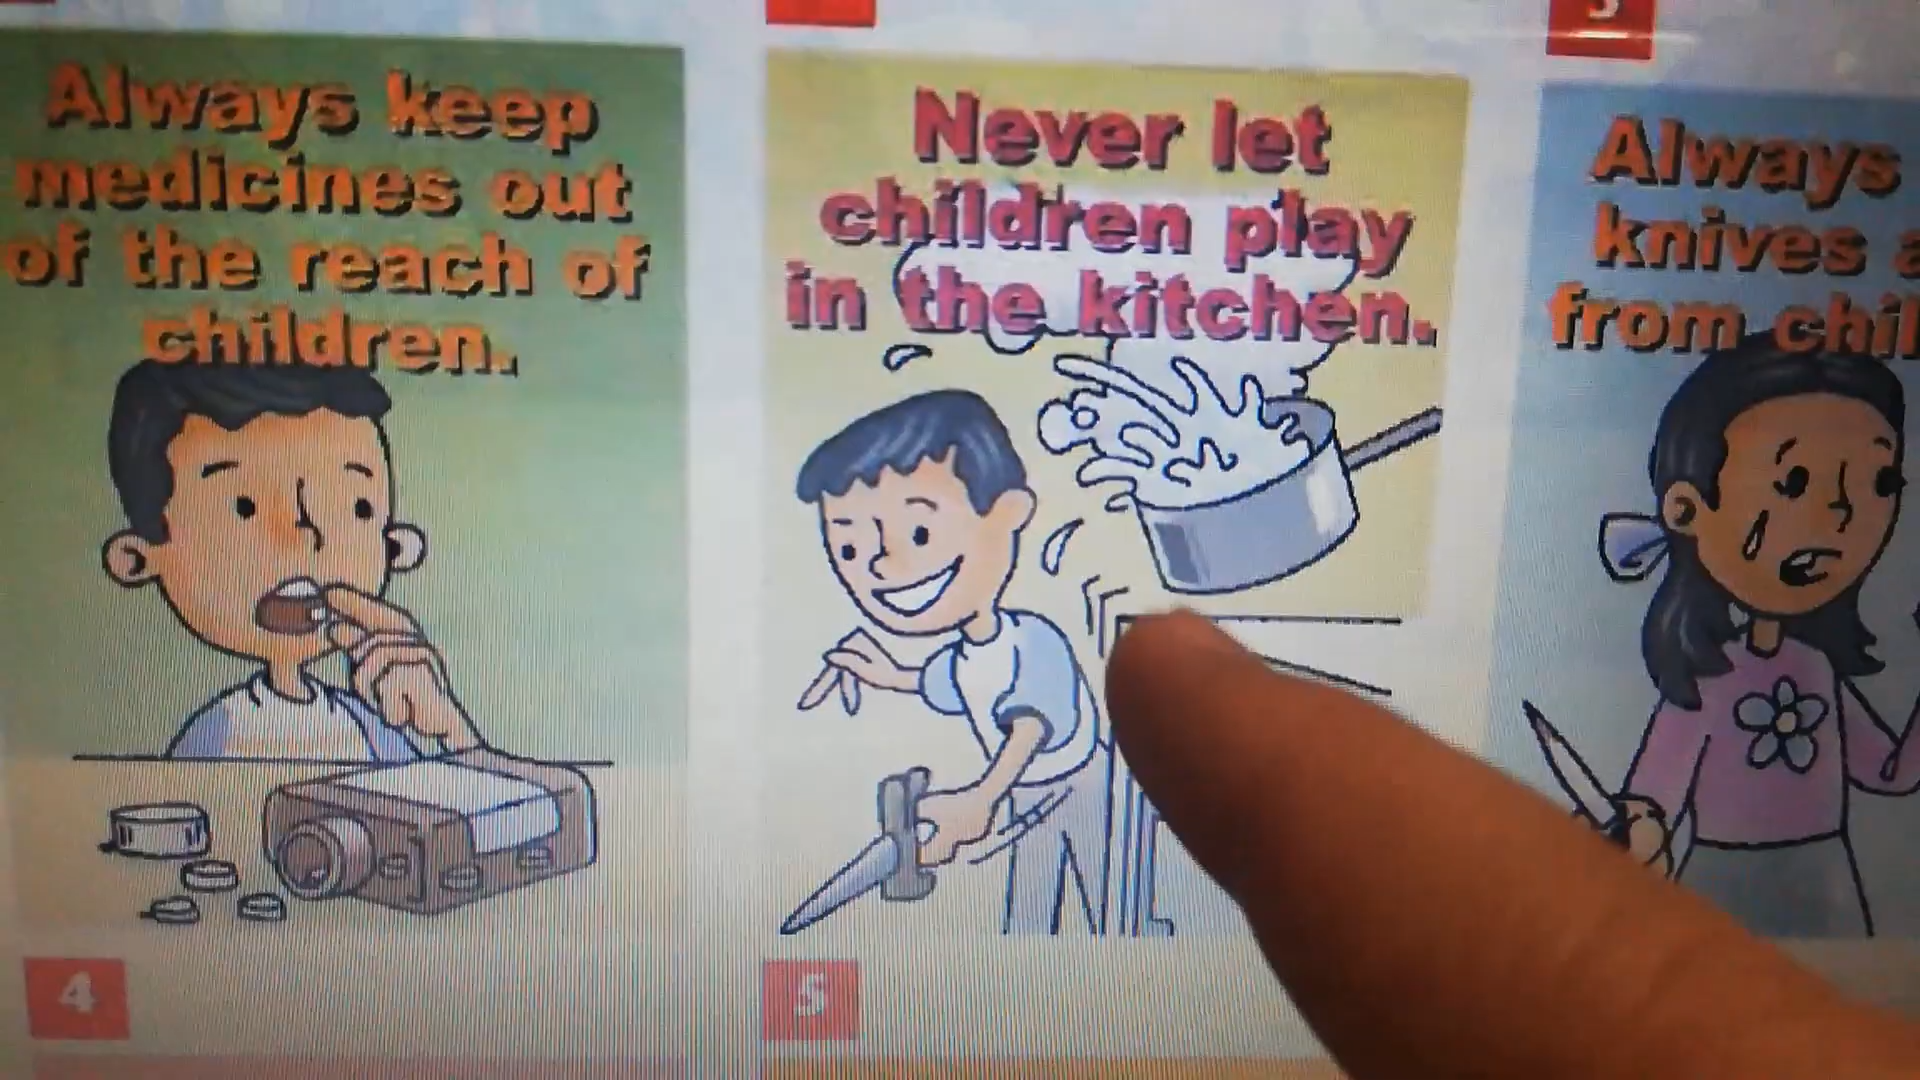 3
Always keep
medicines out
of the reach of
children.
Never let
children play
in the kitchen.
Always
knives
from
4
5